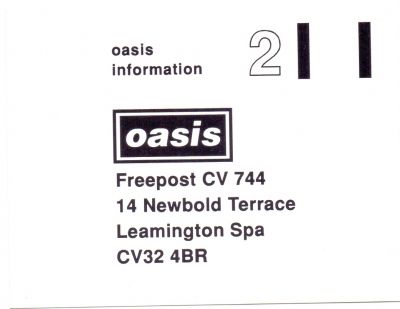 oasis
information
2
oasis
Freepost CV 744
14 Newbold Terrace
Leamington Spa
CV32 4BR